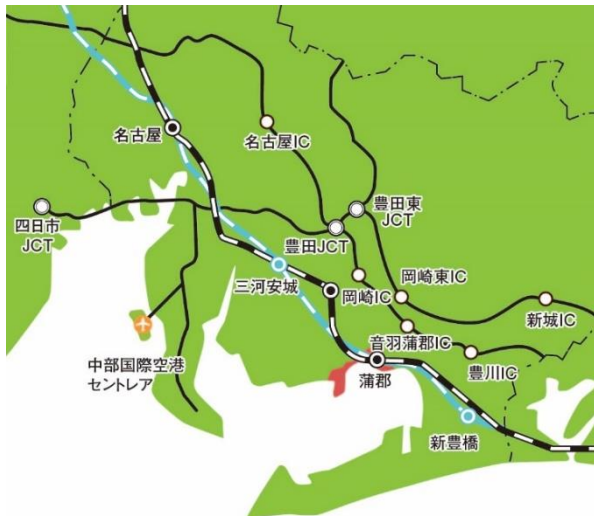 名古屋
名古屋IC
四日市
JCT
豊田東
JCT
豊田JCT
三河安城
岡崎IC
岡崎東IC
新城IC
音羽蒲郡IC
中部国際空港
セントレア
蒲郡
豊川IC
新豊橋